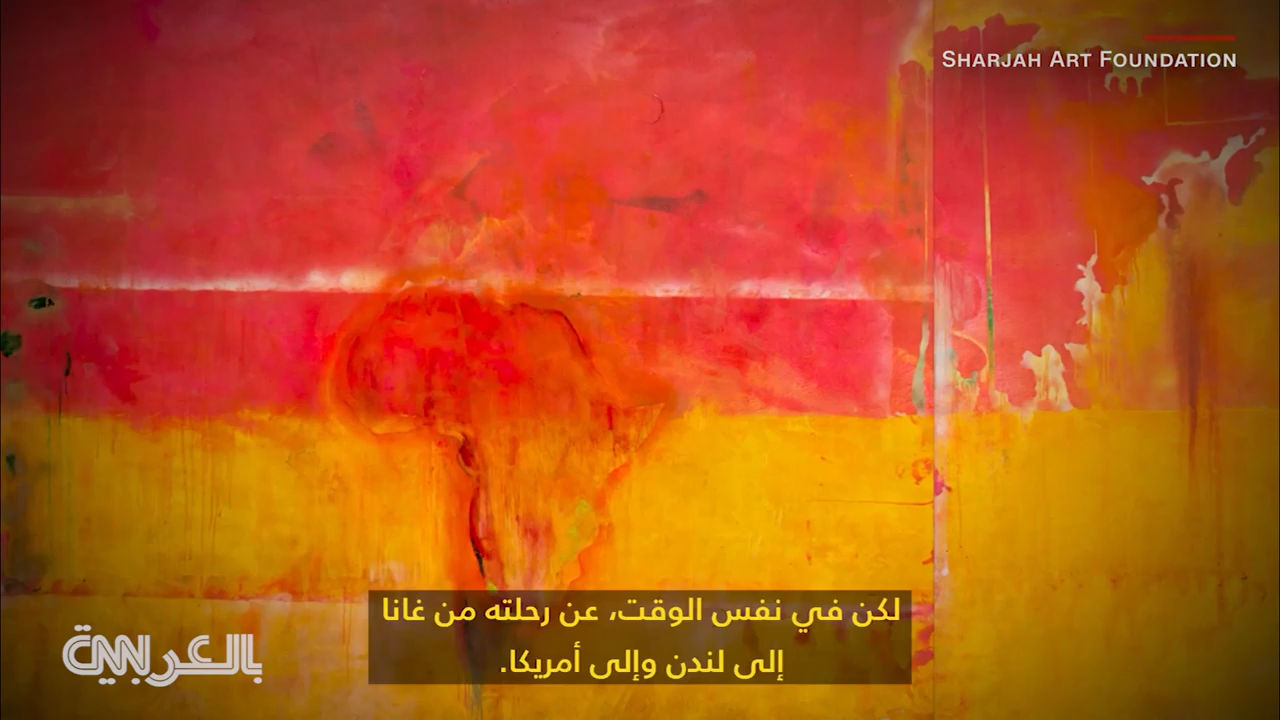 SHARJAH ART FOUNDATION
لكن في نفس الوقت، عن رحلته من غانا
إلى لندن وإلى أمريكا.
CNN بالعربية